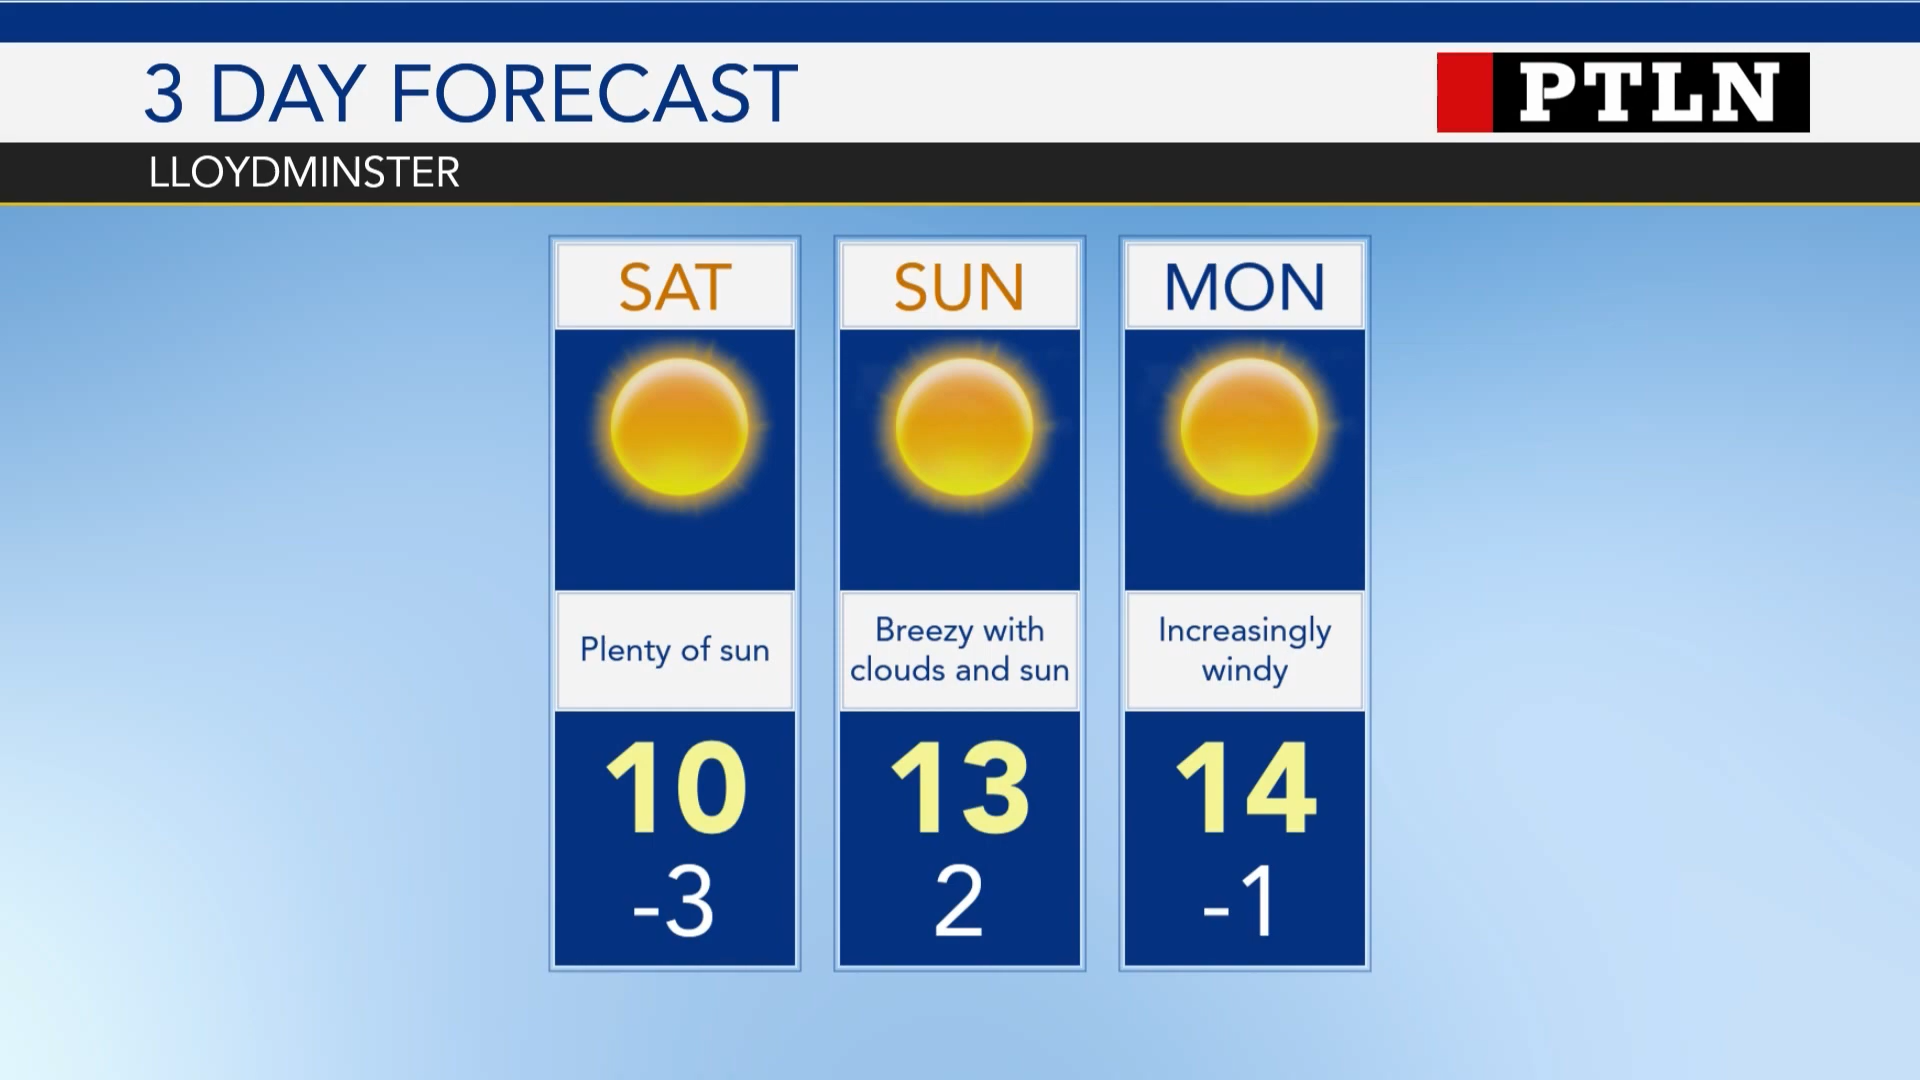 3 DAY FORECAST
PTLN
LLOYDMINSTER
SAT
Plenty of sun
10
-3
SUN
Breezy with
clouds and sun
13
2
MON
Increasingly
windy
14
-1